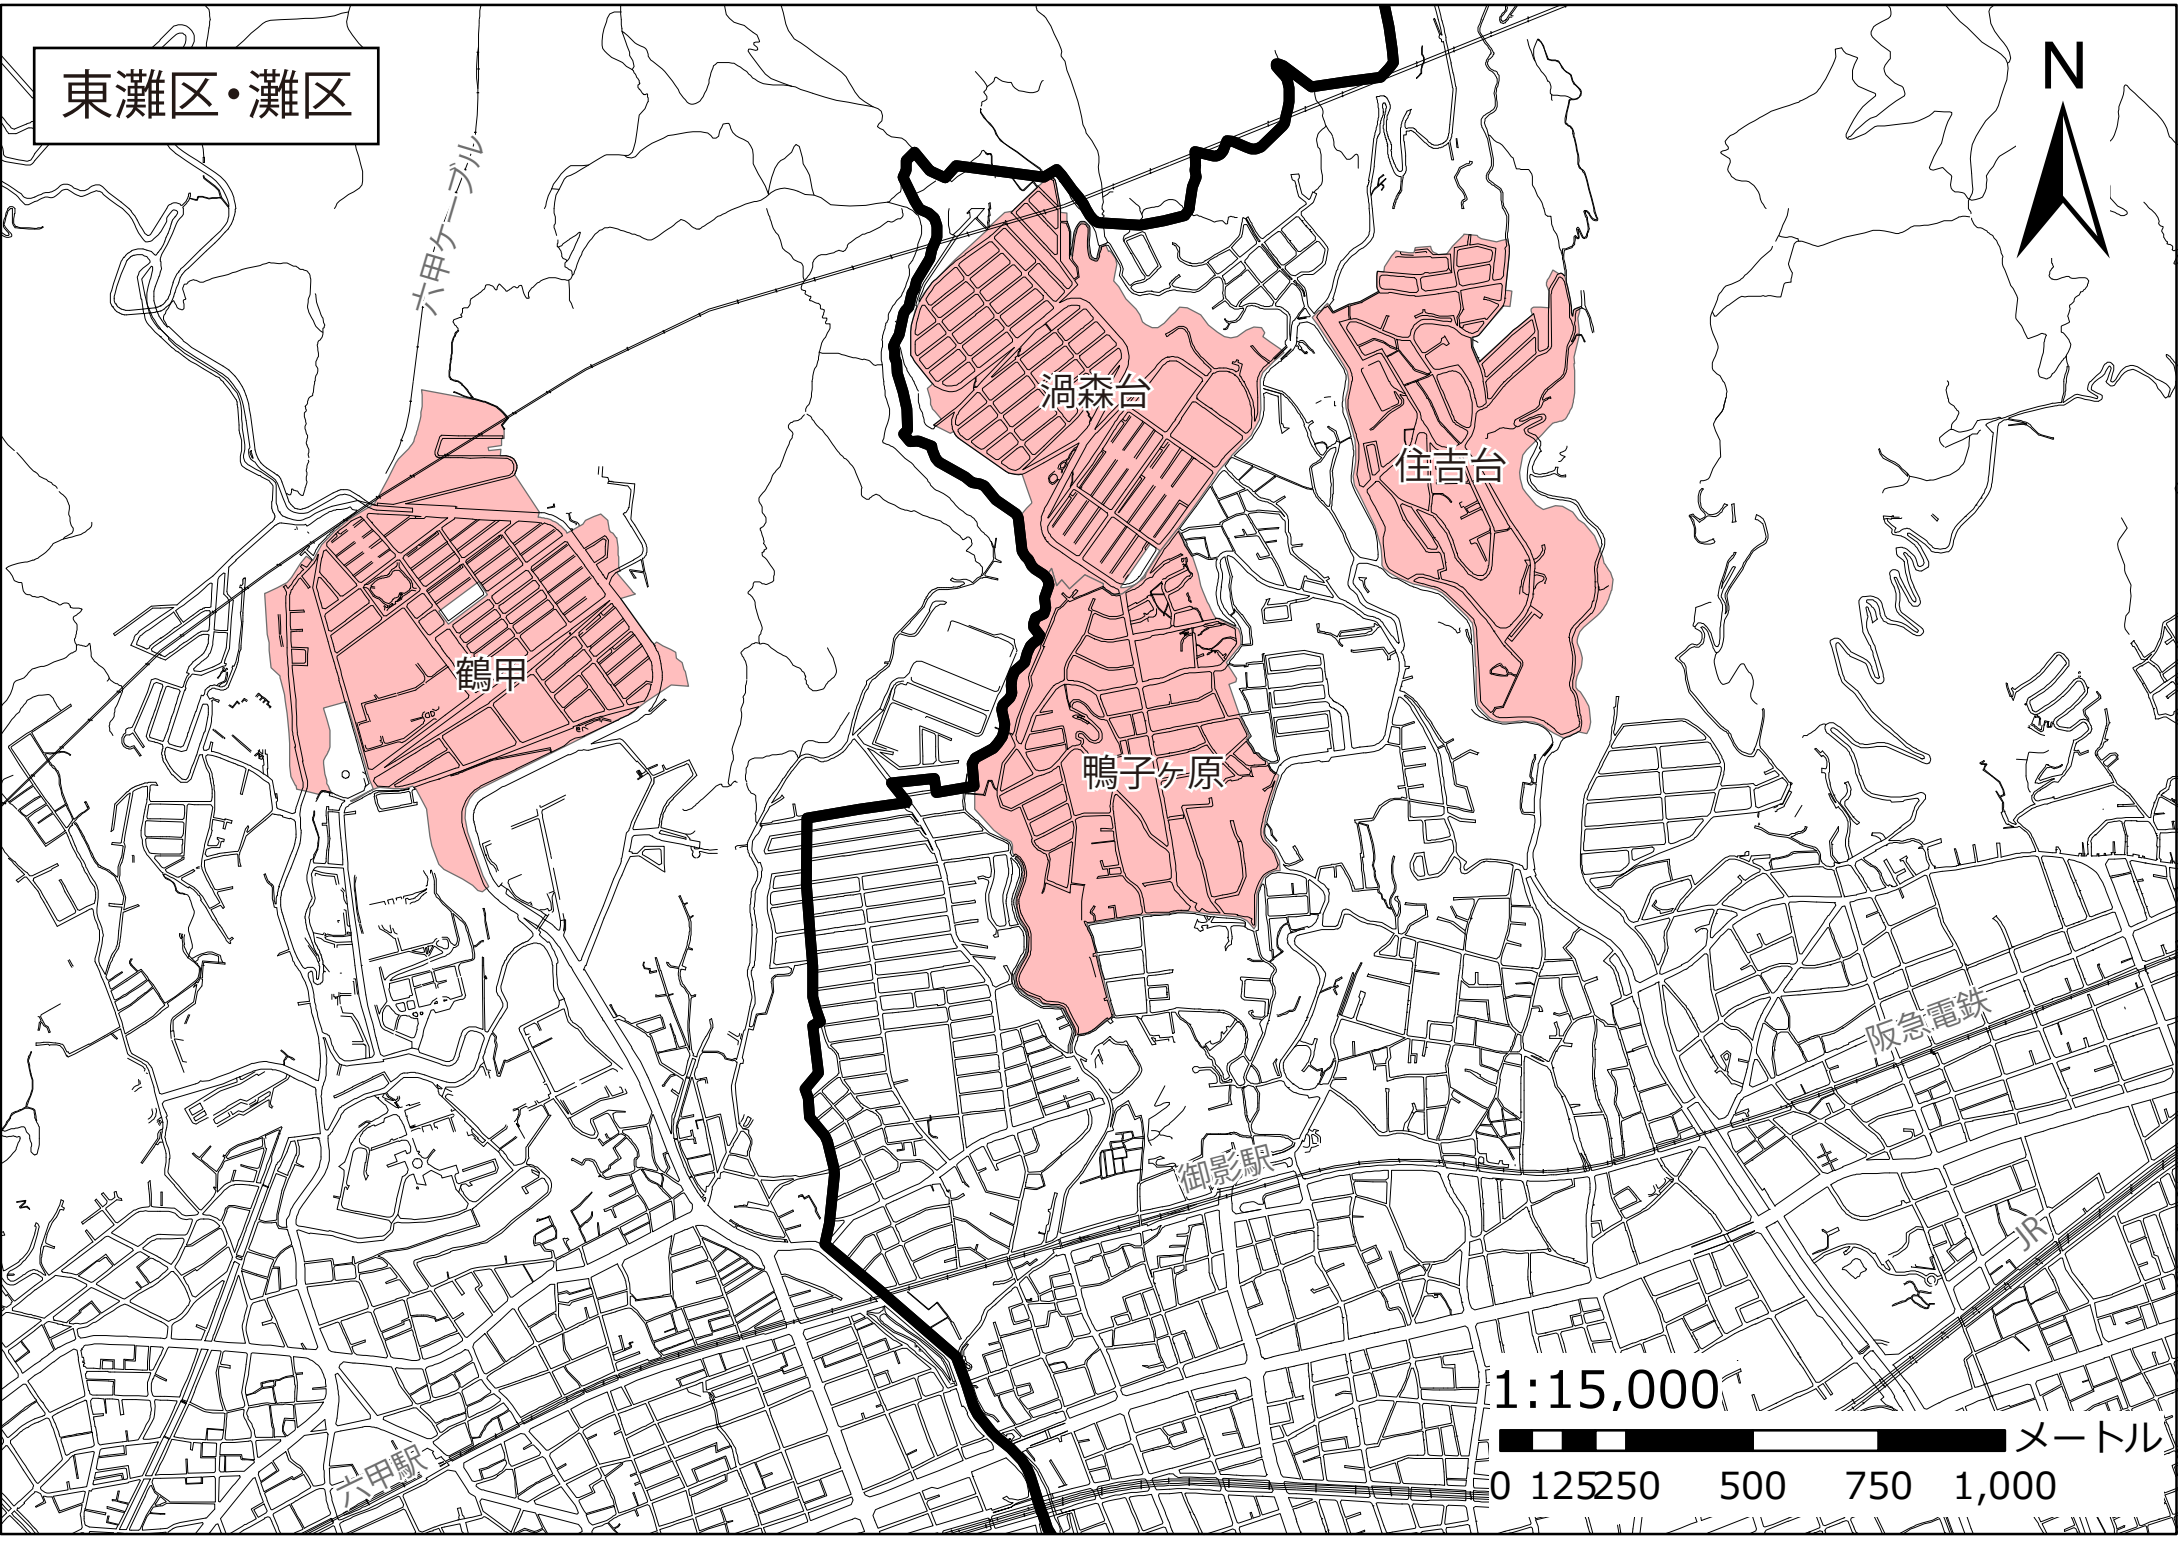 東灘区・灘区
N
六甲ケーブル
渦森台
住吉台
鶴甲
鴨子ヶ原
阪急電鉄
御影駅
JR
六甲駅
1:15,000
メートル
0 125 250 500 750 1,000